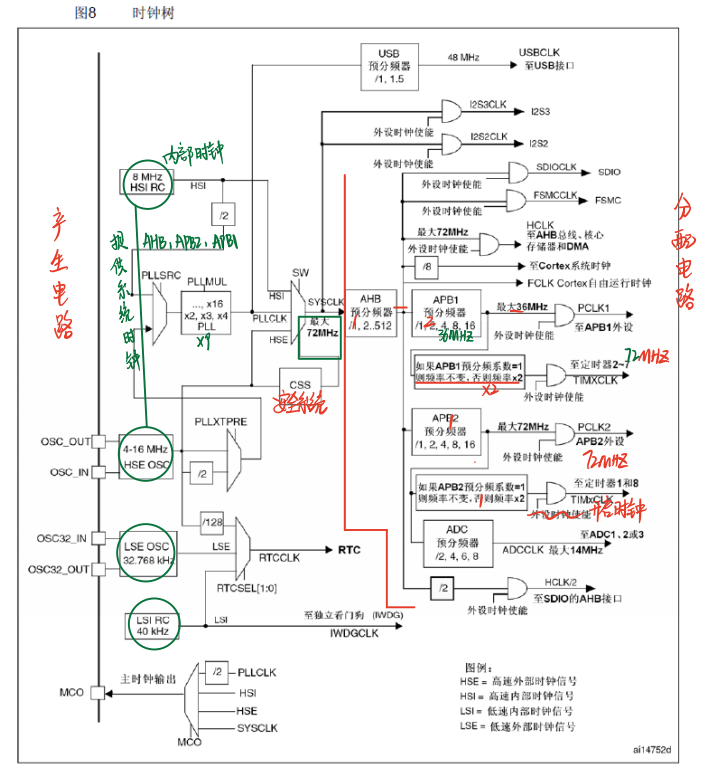 图8 时钟树
USB
预分频器
/1, 1.5
48 MHz
USBCLK
至USB接口
I2S3CLK
I2S3
外设时钟使能
I2S2CLK
I2S2
外设时钟使能
内部时钟
8 MHz
HSI RC
HSI
/2
SDIOCLK
SDIO
外设时钟使能
FSMCCLK
FSMC
外设时钟使能
产生电路
分配电路
提供系统时钟
AHB、APB2、APB1
最大72MHz
HCLK
至AHB总线、核心
存储器和DMA
外设时钟使能
/8
至Cortex系统时钟
FCLK Cortex自由运行时钟
PLLSRC
PLLMUL
..., x16
x2, x3, x4
PLL
x9
SW
HSI
PLLCLK
HSE
SYSCLK
最大
72MHz
AHB
预分频器
/1, 2..512
1
APB1
预分频器
/1, 2, 4, 8, 16
2
36MHz
最大36MHz
PCLK1
至APB1外设
外设时钟使能
如果APB1预分频系数=1
则频率不变,否则频率x2
x2
至定时器2~7
72MHz
TIMXCLK
外设时钟使能
CSS
安全系统
PLLXTPRE
OSC_OUT
OSC_IN
4-16 MHz
HSE OSC
/2
APB2
预分频器
/1, 2, 4, 8, 16
1
最大72MHz
PCLK2
APB2外设
72MHz
外设时钟使能
如果APB2预分频系数=1
则频率不变,否则频率x2
1
至定时器1和8
TIMxCLK
外设时钟使能
/128
OSC32_IN
OSC32_OUT
LSE OSC
32.768 kHz
LSE
RTCCLK
RTC
RTCSEL[1:0]
ADC
预分频器
/2, 4, 6, 8
至ADC1、2或3
ADCCLK 最大14MHz
/2
HCLK/2
至SDIO的AHB接口
外设时钟使能
LSI RC
40 kHz
LSI
至独立看门狗 (IWDG)
IWDGCLK
主时钟输出
MCO
/2
PLLCLK
HSI
HSE
SYSCLK
MCO
图例:
HSE = 高速外部时钟信号
HSI = 高速内部时钟信号
LSI = 低速内部时钟信号
LSE = 低速外部时钟信号
ai14752d